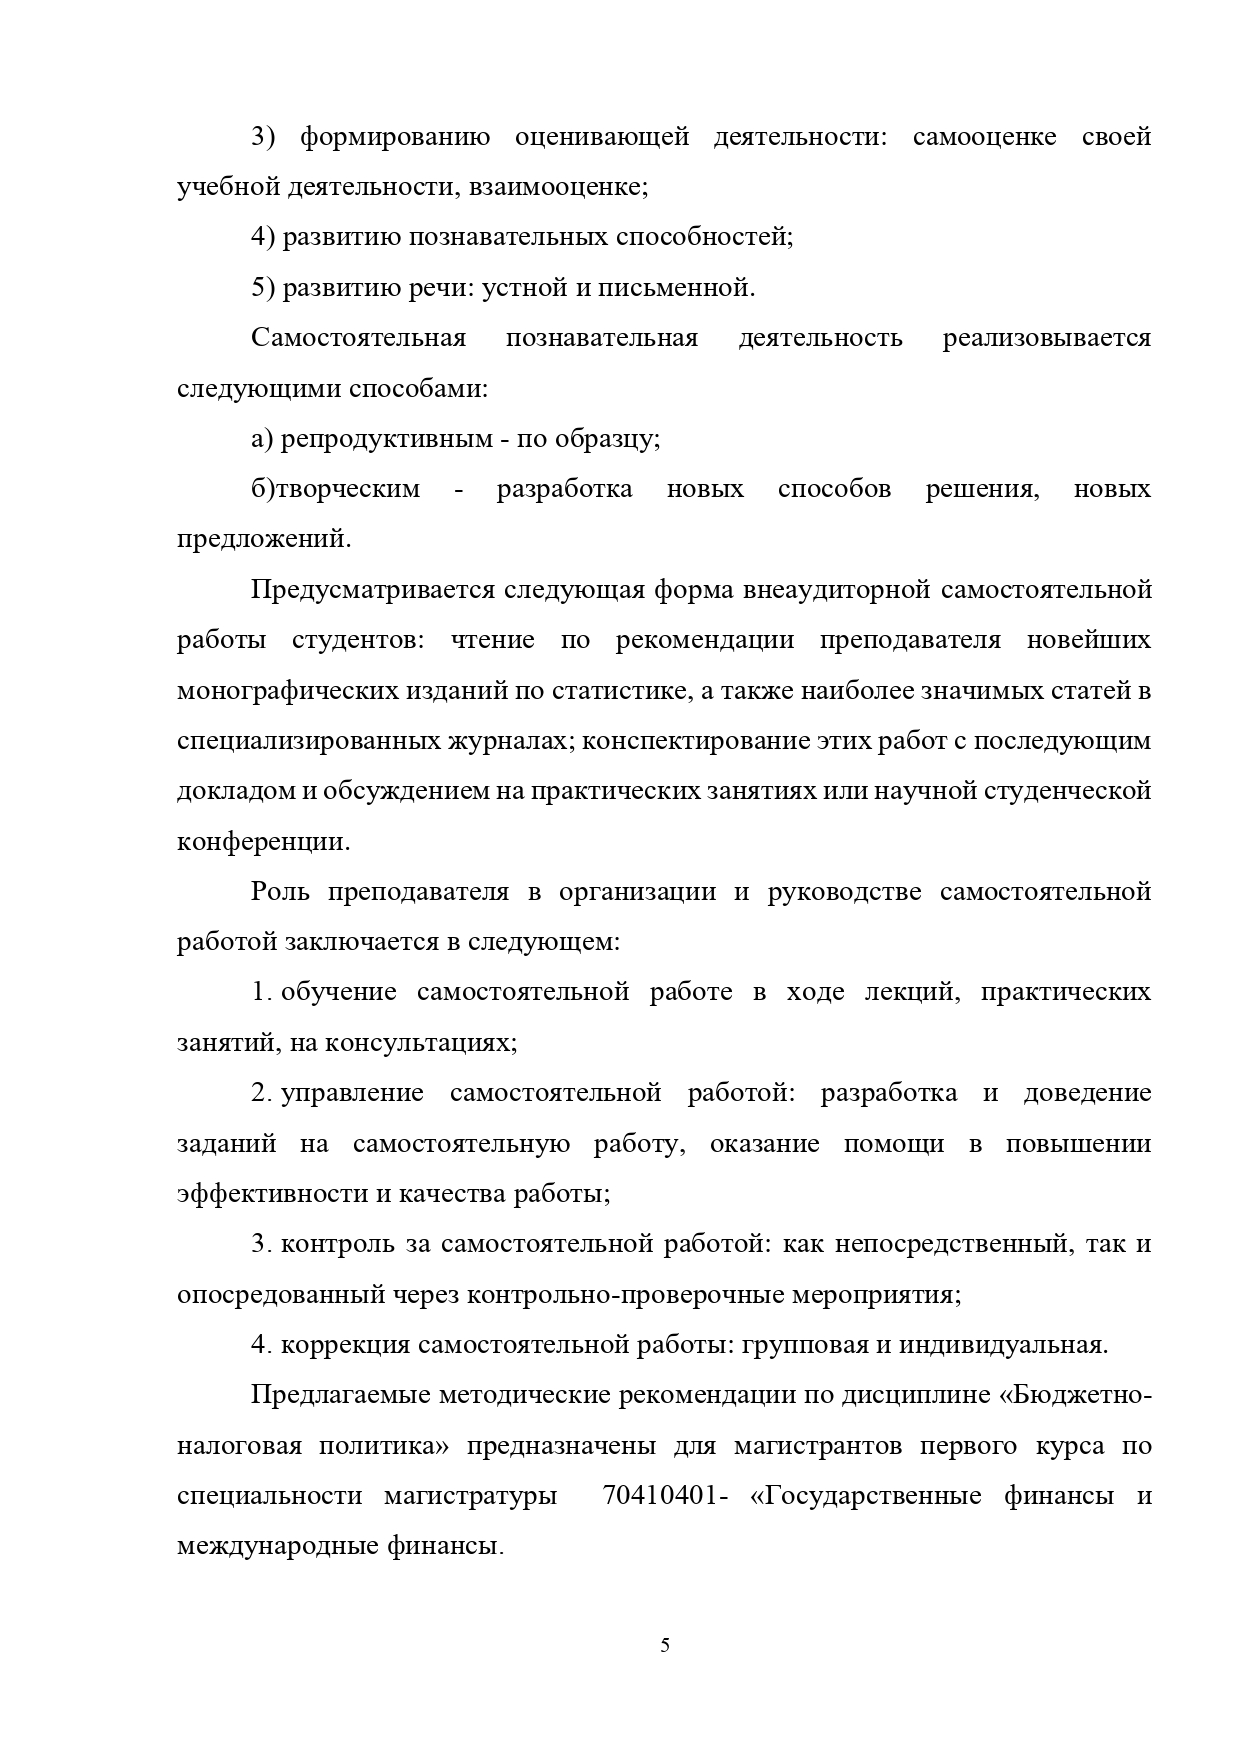 3) формированию оценивающей деятельности: самооценке своей
учебной деятельности, взаимооценке;
4) развитию познавательных способностей;
5) развитию речи: устной и письменной.
Самостоятельная познавательная деятельность реализовывается
следующими способами:
а) репродуктивным - по образцу;
б)творческим - разработка новых способов решения, новых
предложений.
Предусматривается следующая форма внеаудиторной самостоятельной
работы студентов: чтение по рекомендации преподавателя новейших
монографических изданий по статистике, а также наиболее значимых статей в
специализированных журналах; конспектирование этих работ с последующим
докладом и обсуждением на практических занятиях или научной студенческой
конференции.
Роль преподавателя в организации и руководстве самостоятельной
работой заключается в следующем:
1. обучение самостоятельной работе в ходе лекций, практических
занятий, на консультациях;
2. управление самостоятельной работой: разработка и доведение
заданий на самостоятельную работу, оказание помощи в повышении
эффективности и качества работы;
3. контроль за самостоятельной работой: как непосредственный, так и
опосредованный через контрольно-проверочные мероприятия;
4. коррекция самостоятельной работы: групповая и индивидуальная.
Предлагаемые методические рекомендации по дисциплине «Бюджетно-
налоговая политика» предназначены для магистрантов первого курса по
специальности магистратуры 70410401- «Государственные финансы и
международные финансы.
5